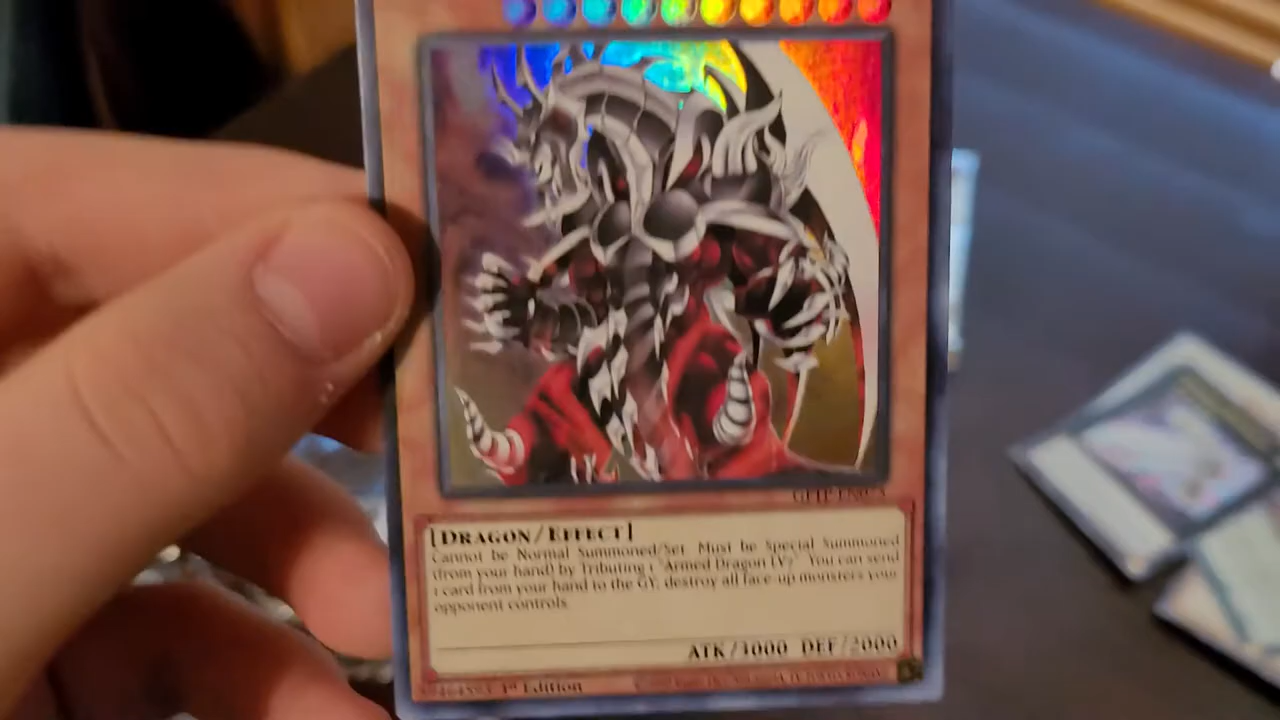 [DRAGON/EFFECT]
Cannot be Normal Summoned/Set. Must be Special Summoned
(from your hand) by Tributing 1 "Armed Dragon LV7". You can send
1 card from your hand to the GY; destroy all face-up monsters your
opponent controls.
ATK/3000 DEF/2000
1st Edition